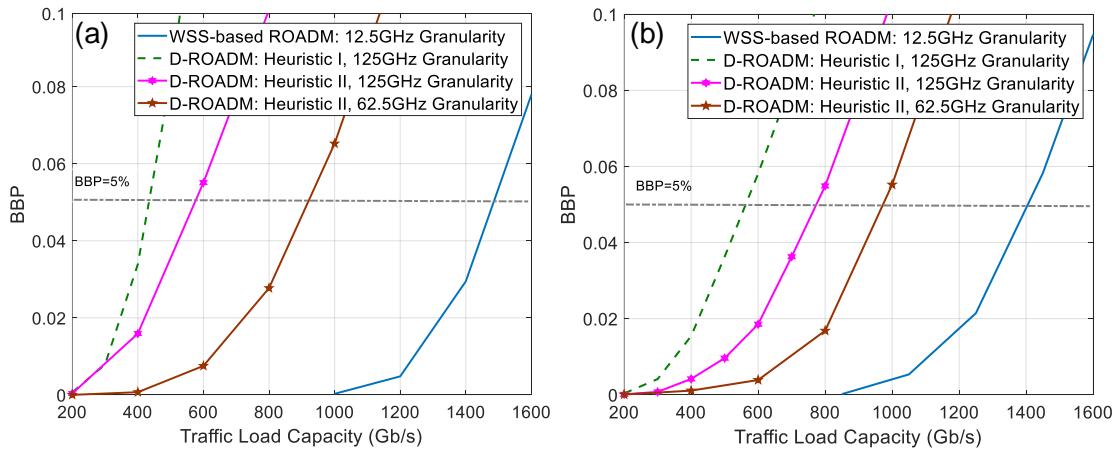 (a)
WSS-based ROADM: 12.5GHz Granularity
D-ROADM: Heuristic I, 125GHz Granularity
D-ROADM: Heuristic II, 125GHz Granularity
D-ROADM: Heuristic II, 62.5GHz Granularity
BBP=5%
0.1
0.08
0.06
0.04
0.02
0
BBP
200 400 600 800 1000 1200 1400 1600
Traffic Load Capacity (Gb/s)
(b)
WSS-based ROADM: 12.5GHz Granularity
D-ROADM: Heuristic I, 125GHz Granularity
D-ROADM: Heuristic II, 125GHz Granularity
D-ROADM: Heuristic II, 62.5GHz Granularity
BBP=5%
0.1
0.08
0.06
0.04
0.02
0
BBP
200 400 600 800 1000 1200 1400 1600
Traffic Load Capacity (Gb/s)